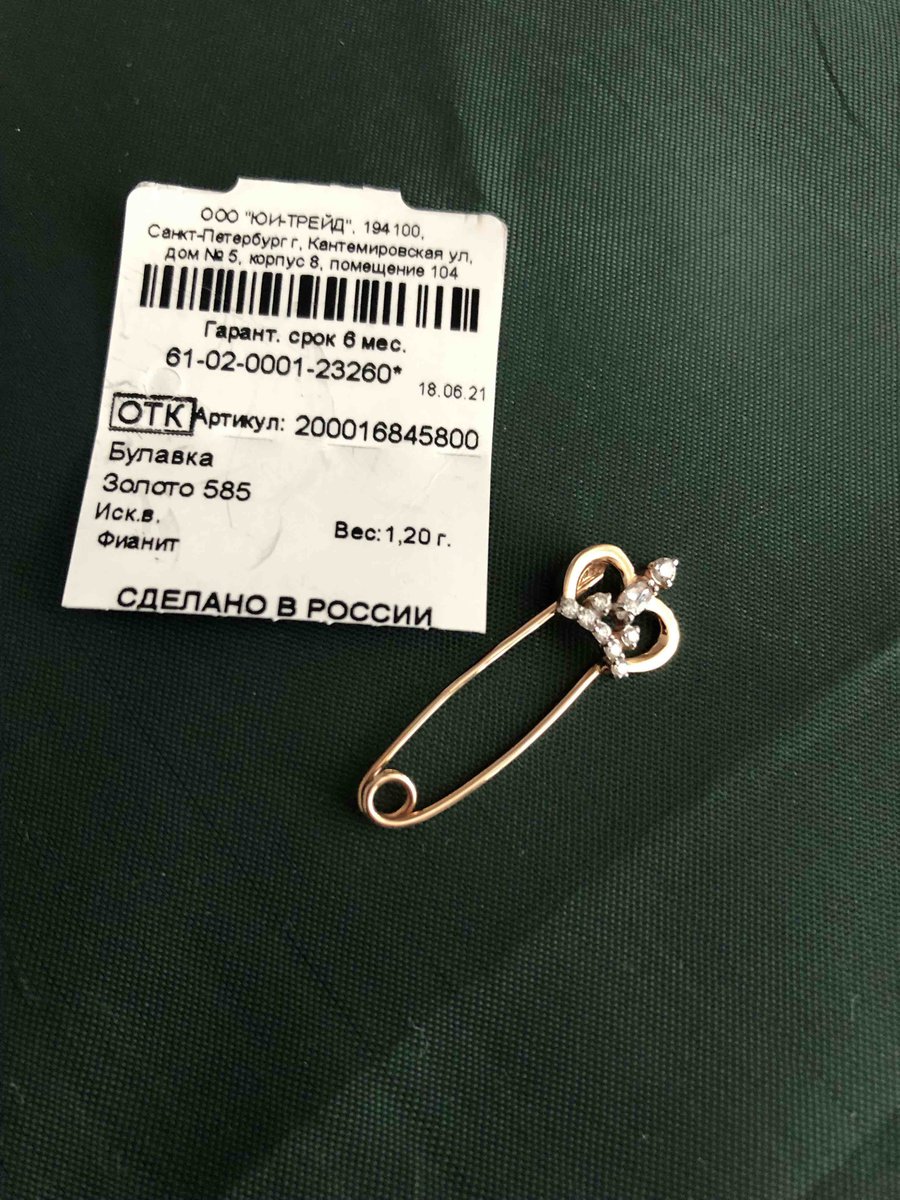 ООО "ЮИ-ТРЕЙД", 194100,
Санкт-Петербург г, Кантемировская ул,
дом № 5, корпус 8, помещение 104
Гарант. срок 6 мес.
61-02-0001-23260*
18.06.21
ОТК Артикул: 200016845800
Булавка
Золото 585
Иск.в.
Вес:1,20 г.
Фианит
СДЕЛАНО В РОССИИ